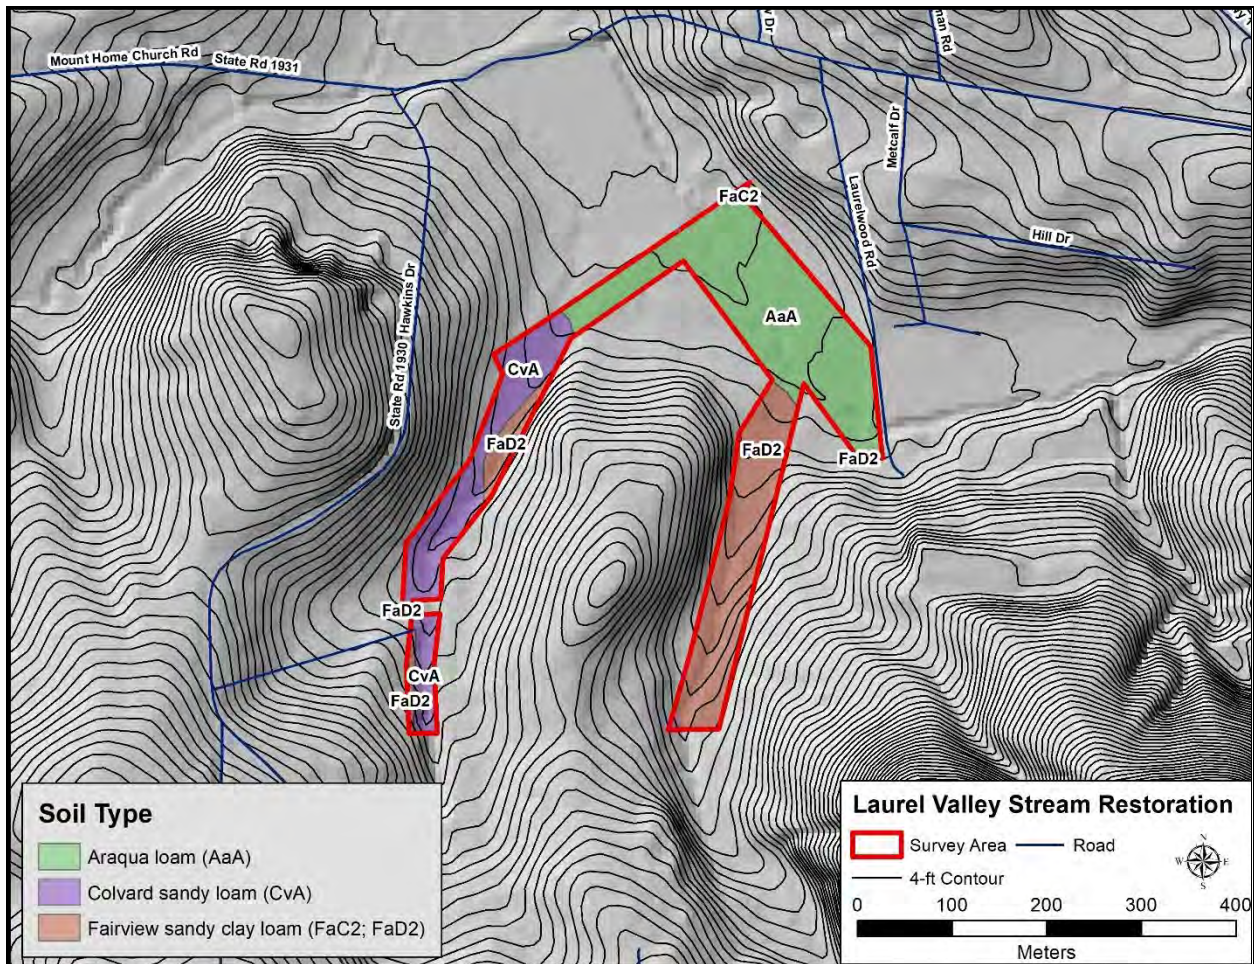 Mount Home Church Rd
State Rd 1931
Metcalf Dr
Laurelwood Rd
Hill Dr
State Rd 1930
Hawkins Dr
FaC2
AaA
CvA
FaD2
FaD2
FaD2
FaD2
CvA
FaD2
Soil Type
Araqua loam (AaA)
Colvard sandy loam (CvA)
Fairview sandy clay loam (FaC2; FaD2)
Laurel Valley Stream Restoration
Survey Area
Road
4-ft Contour
N
W
E
S
0 100 200 300 400
Meters